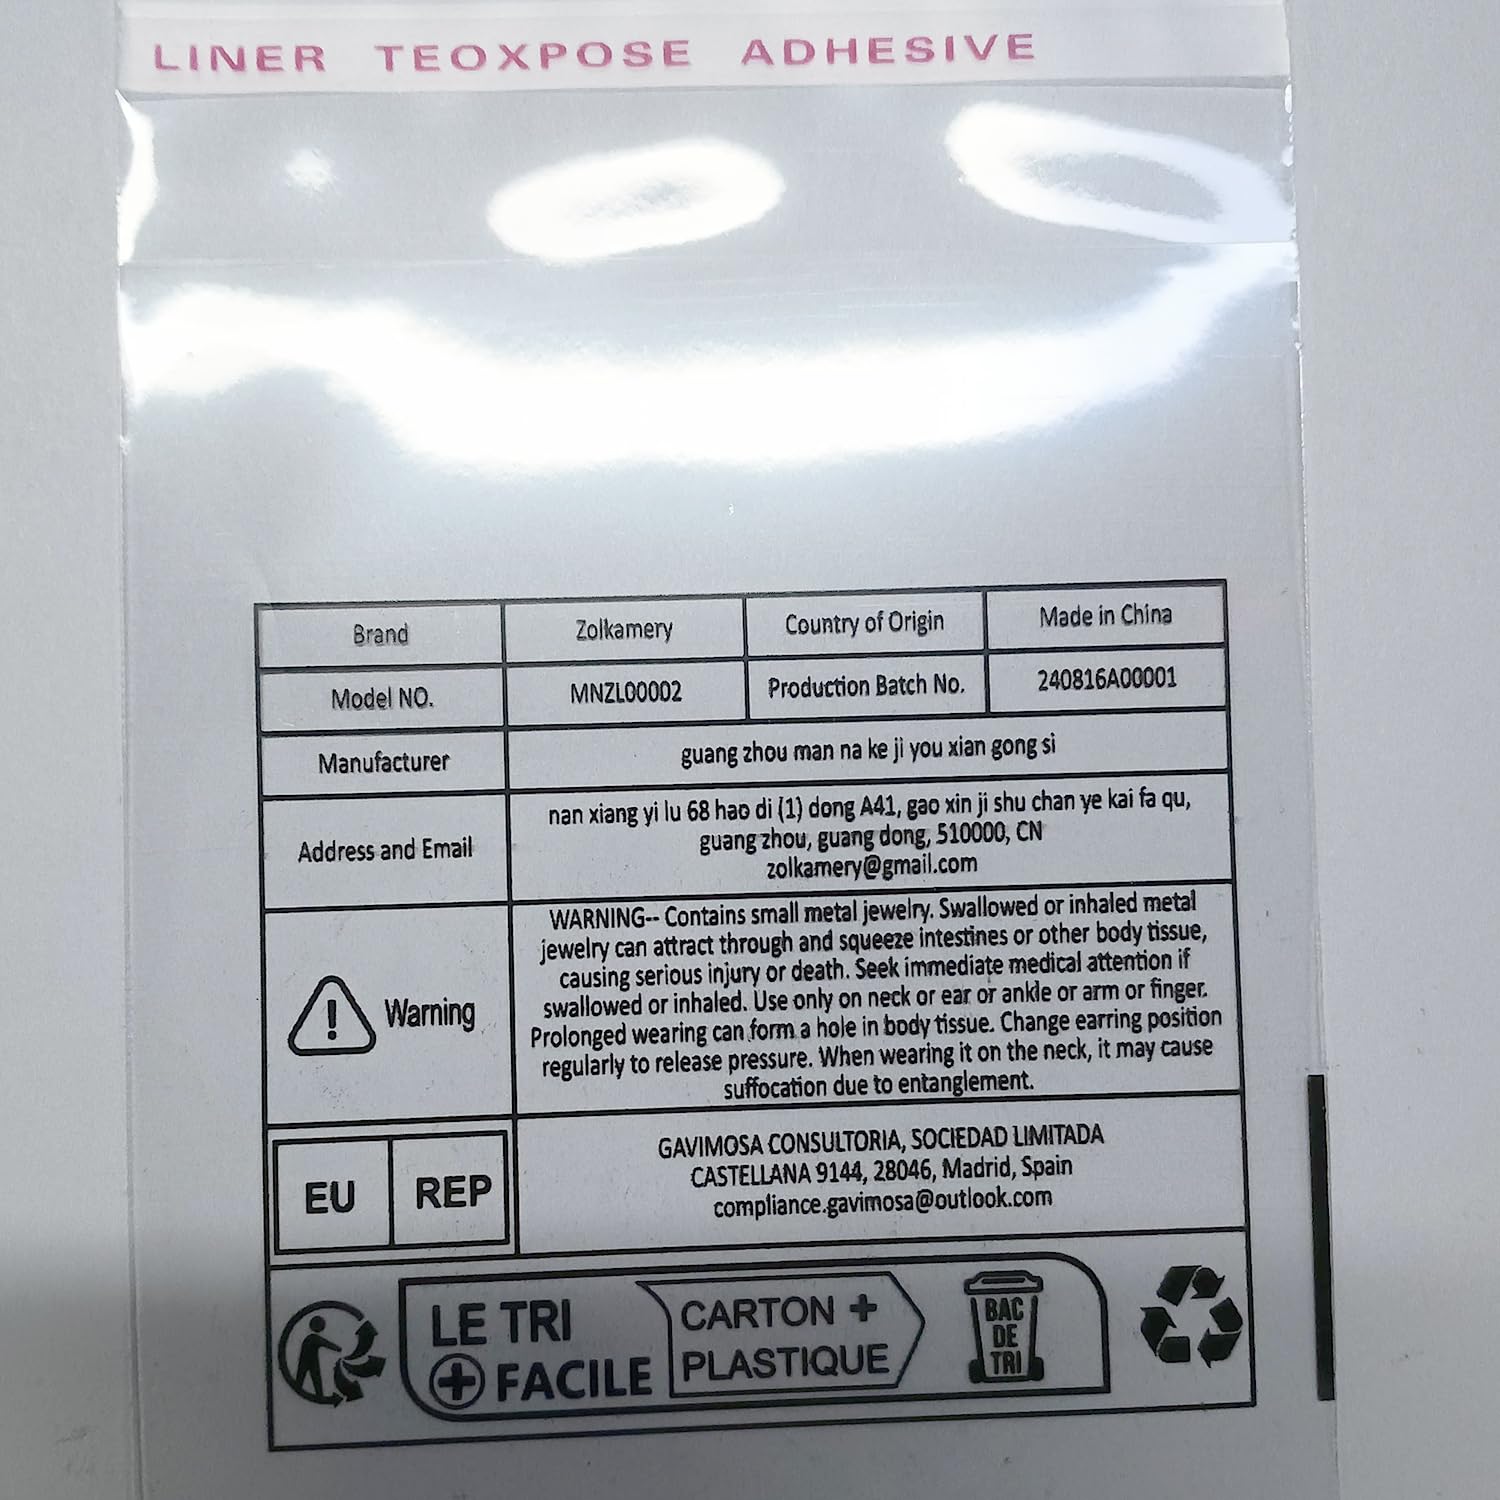 LINER TEOXPOSE ADHESIVE
Brand Zolkamery Country of Origin Made in China
Model NO. MNZL00002 Production Batch No. 240816A00001
Manufacturer guang zhou man na ke ji you xian gong si
Address and Email
nan xiang yi lu 68 hao di (1) dong A41, gao xin ji shu chan ye kai fa qu,
guang zhou, guang dong, 510000, CN
zolkamery@gmail.com
! Warning
WARNING-- Contains small metal jewelry. Swallowed or inhaled metal
jewelry can attract through and squeeze intestines or other body tissue,
causing serious injury or death. Seek immediate medical attention if
swallowed or inhaled. Use only on neck or ear or ankle or arm or finger.
Prolonged wearing can form a hole in body tissue. Change earring position
regularly to release pressure. When wearing it on the neck, it may cause
suffocation due to entanglement.
EU REP
GAVIMOSA CONSULTORIA, SOCIEDAD LIMITADA
CASTELLANA 9144, 28046, Madrid, Spain
compliance.gavimosa@outlook.com
LE TRI
+ FACILE
CARTON +
PLASTIQUE
BAC
DE
TRI